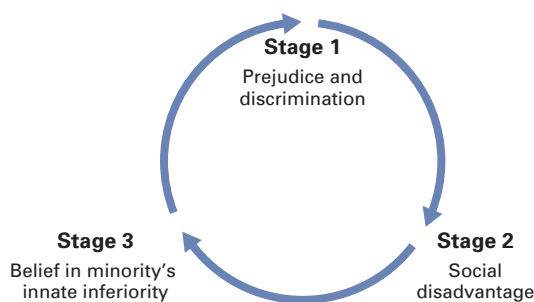 Stage 1
Prejudice and
discrimination
Stage 2
Social
disadvantage
Stage 3
Belief in minority's
innate inferiority